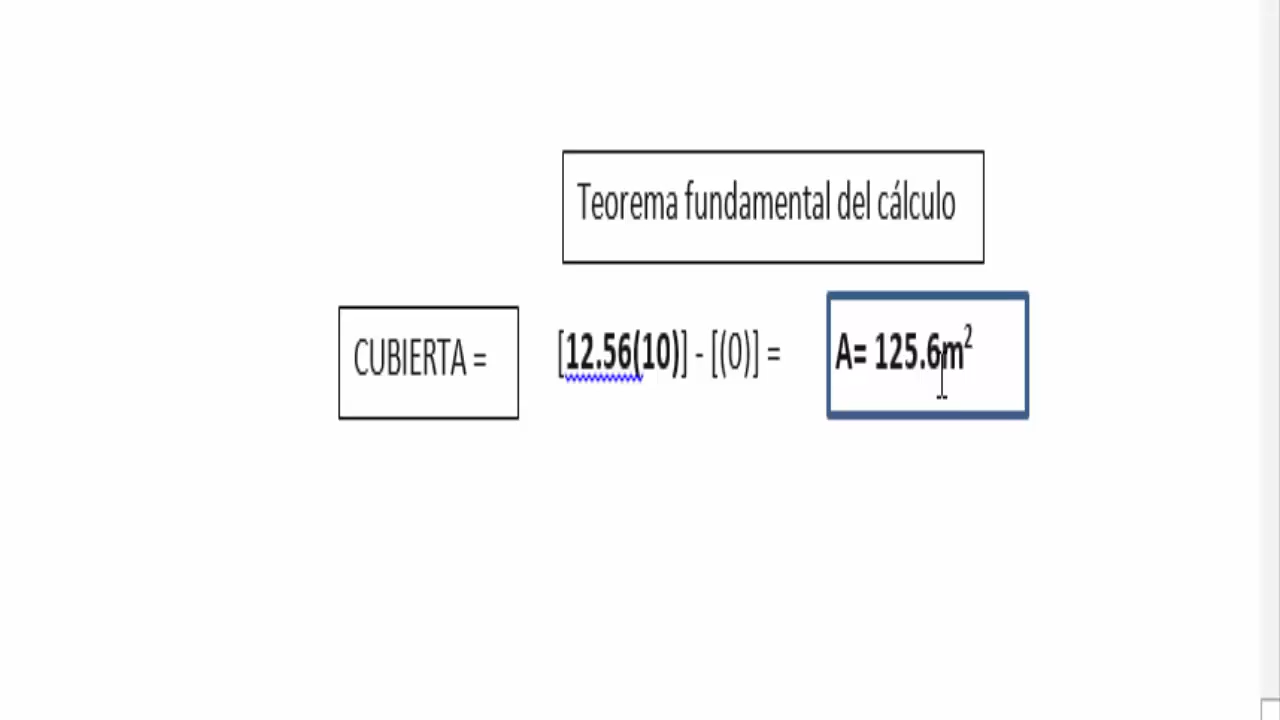 Teorema fundamental del cálculo
CUBIERTA = [12.56(10)] - [(0)] = A= 125.6m²